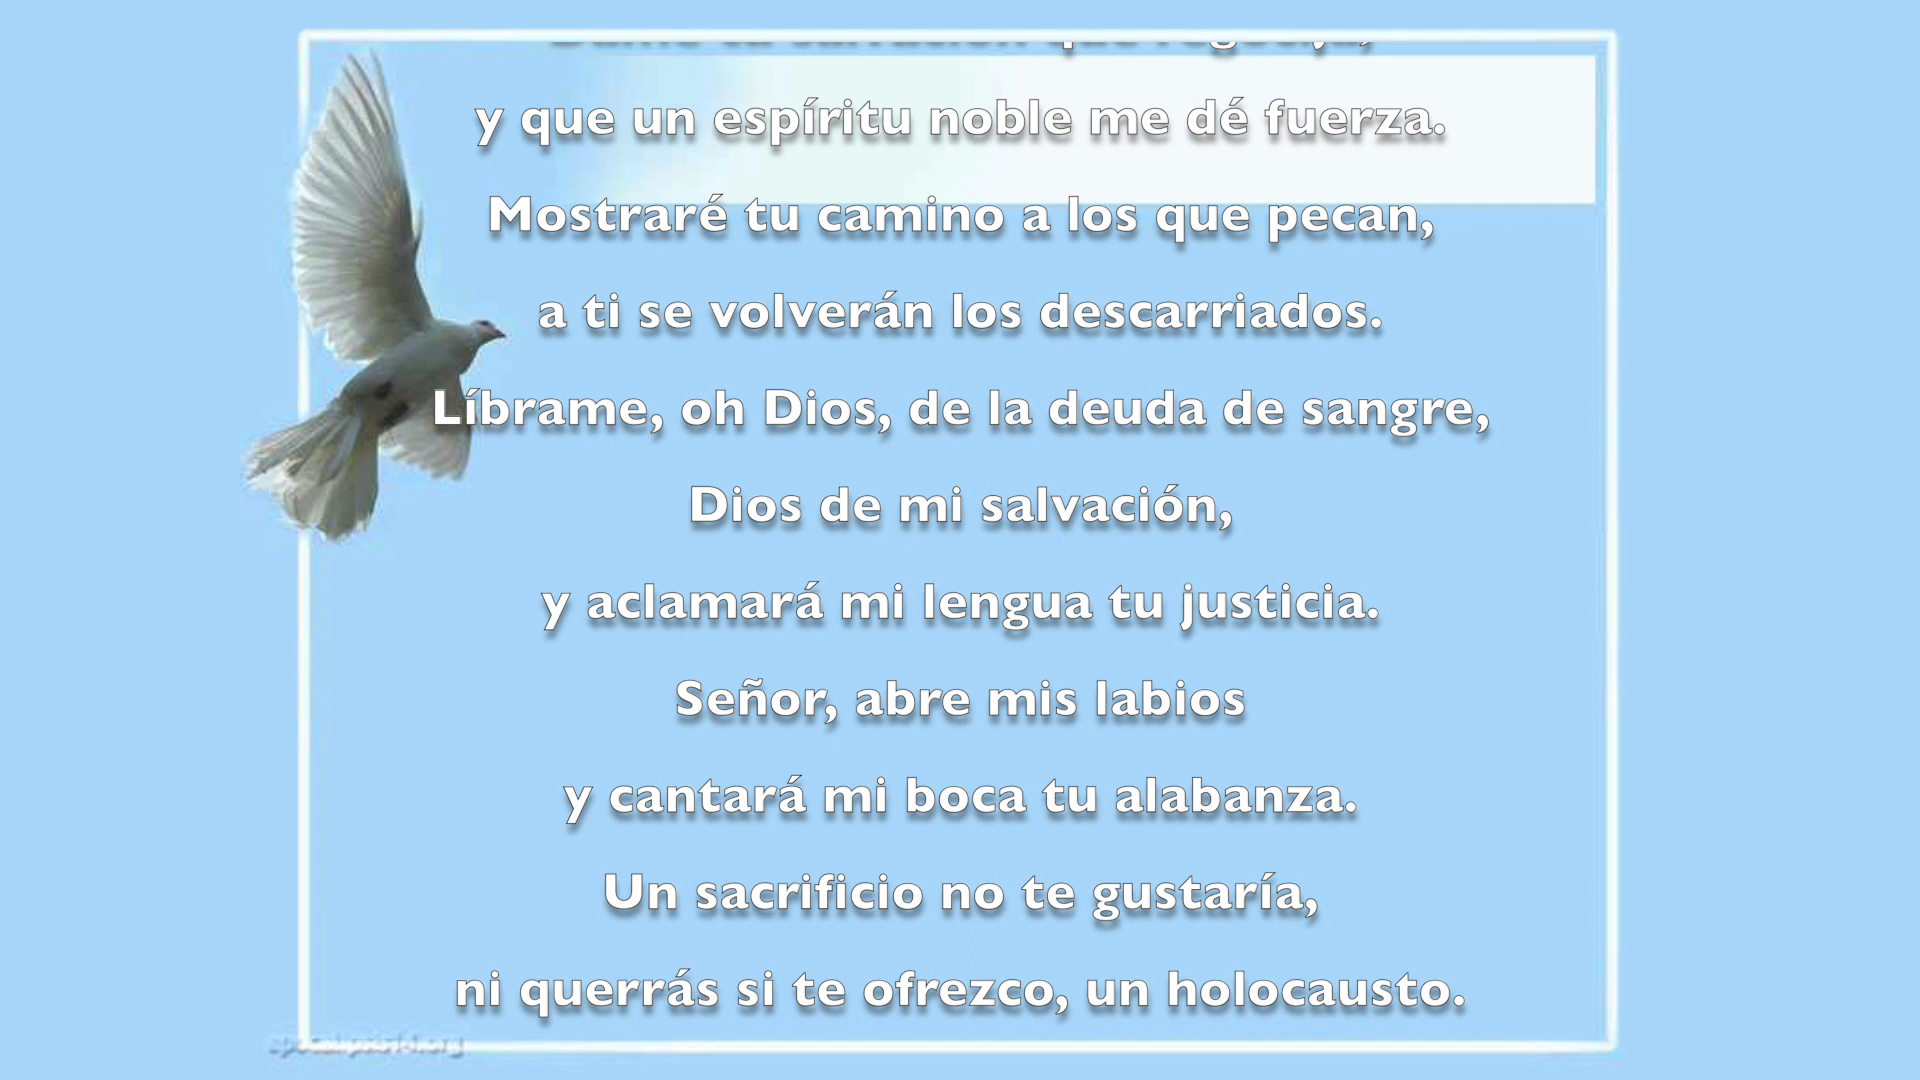 que
y que un espíritu noble me dé fuerza.
Mostraré tu camino a los que pecan,
a ti se volverán los descarriados.
Líbrame, oh Dios, de la deuda de sangre,
Dios de mi salvación,
y aclamará mi lengua tu justicia.
Señor, abre mis labios
y cantará mi boca tu alabanza.
Un sacrificio no te gustaría,
ni querrás si te ofrezco, un holocausto.